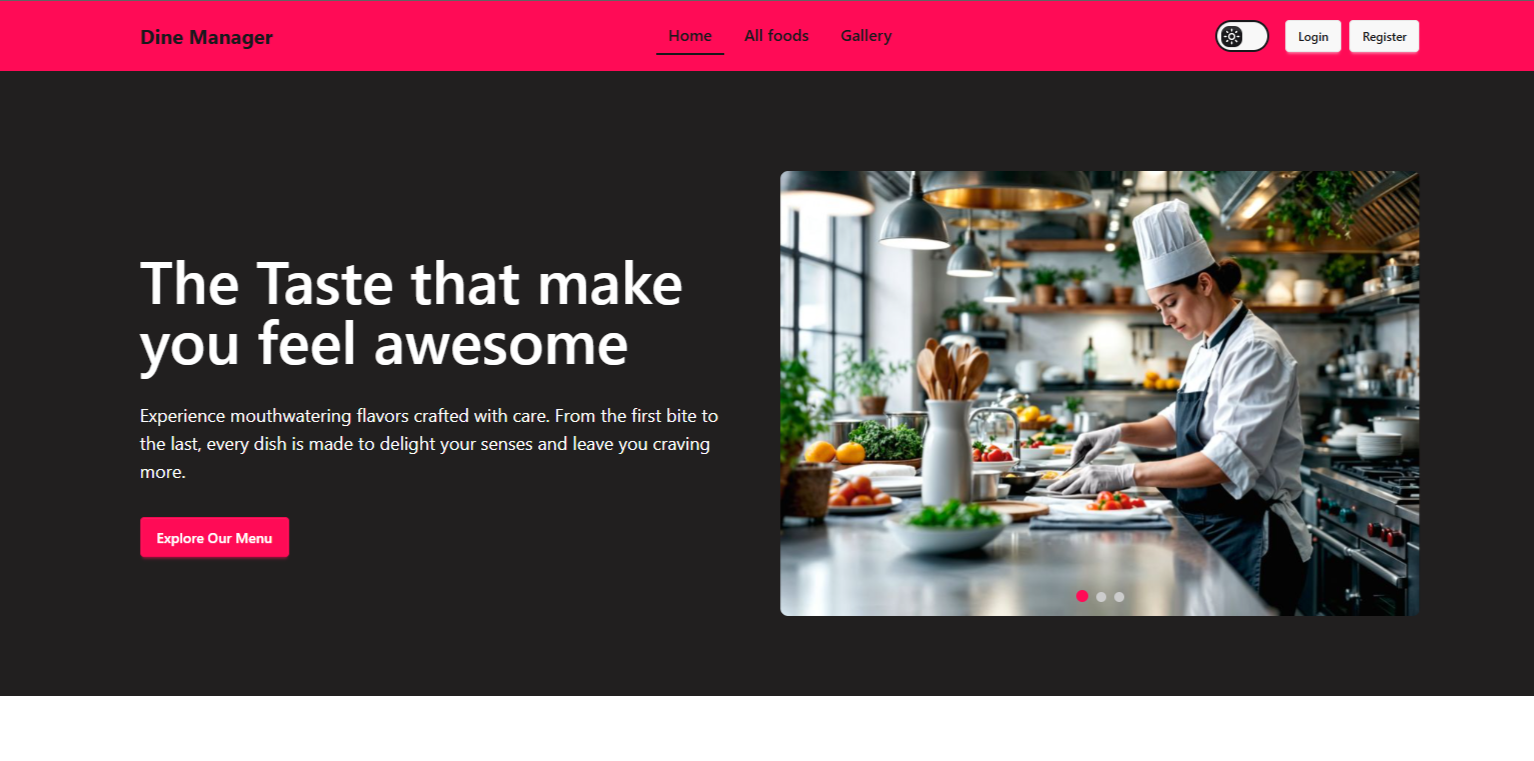 Dine Manager
Home
All foods
Gallery
Login
Register
The Taste that make
you feel awesome
Experience mouthwatering flavors crafted with care. From the first bite to
the last, every dish is made to delight your senses and leave you craving
more.
Explore Our Menu